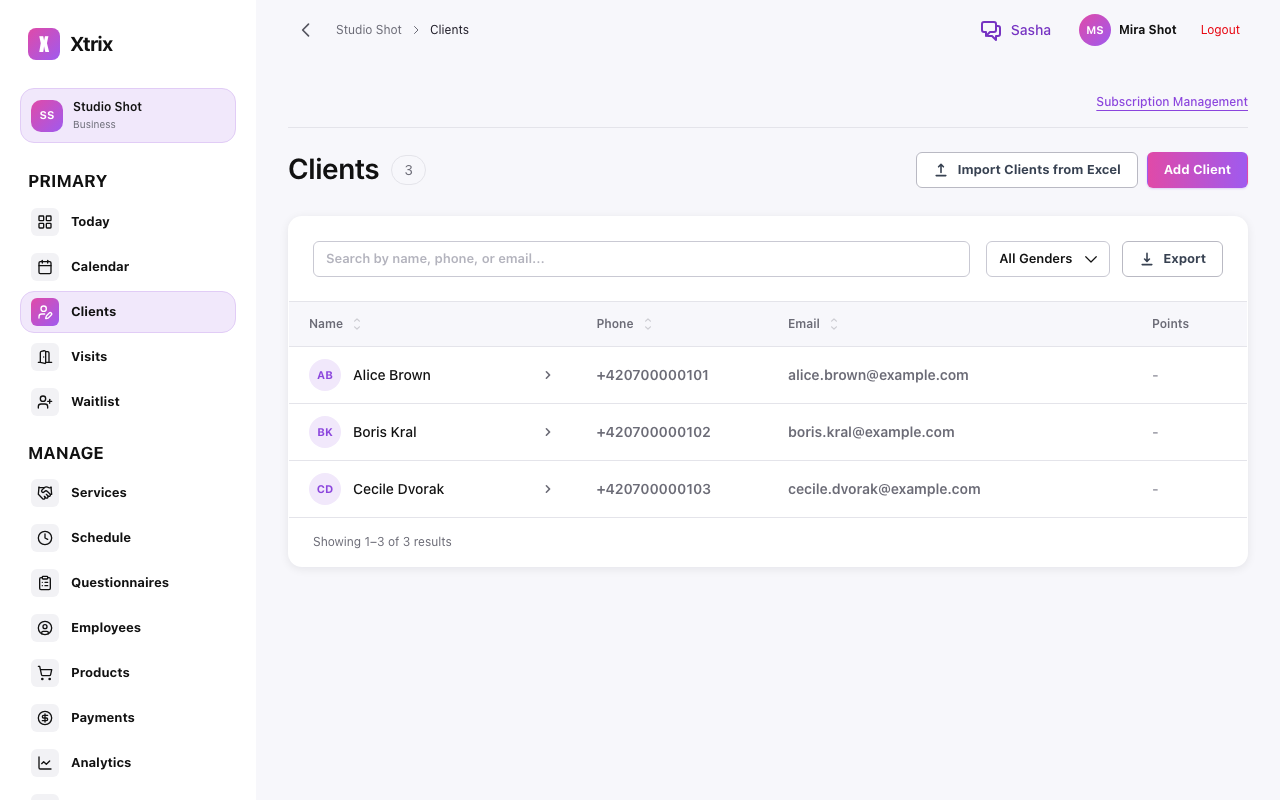 Xtrix
SS
Studio Shot
Business
PRIMARY
Today
Calendar
Clients
Visits
Waitlist
MANAGE
Services
Schedule
Questionnaires
Employees
Products
Payments
Analytics
Studio Shot
Clients
Sasha
MS
Mira Shot
Logout
Subscription Management
Clients
3
Import Clients from Excel
Add Client
Search by name, phone, or email...
All Genders
Export
Name
Phone
Email
Points
AB Alice Brown +420700000101 alice.brown@example.com -
BK Boris Kral +420700000102 boris.kral@example.com -
CD Cecile Dvorak +420700000103 cecile.dvorak@example.com -
Showing 1–3 of 3 results